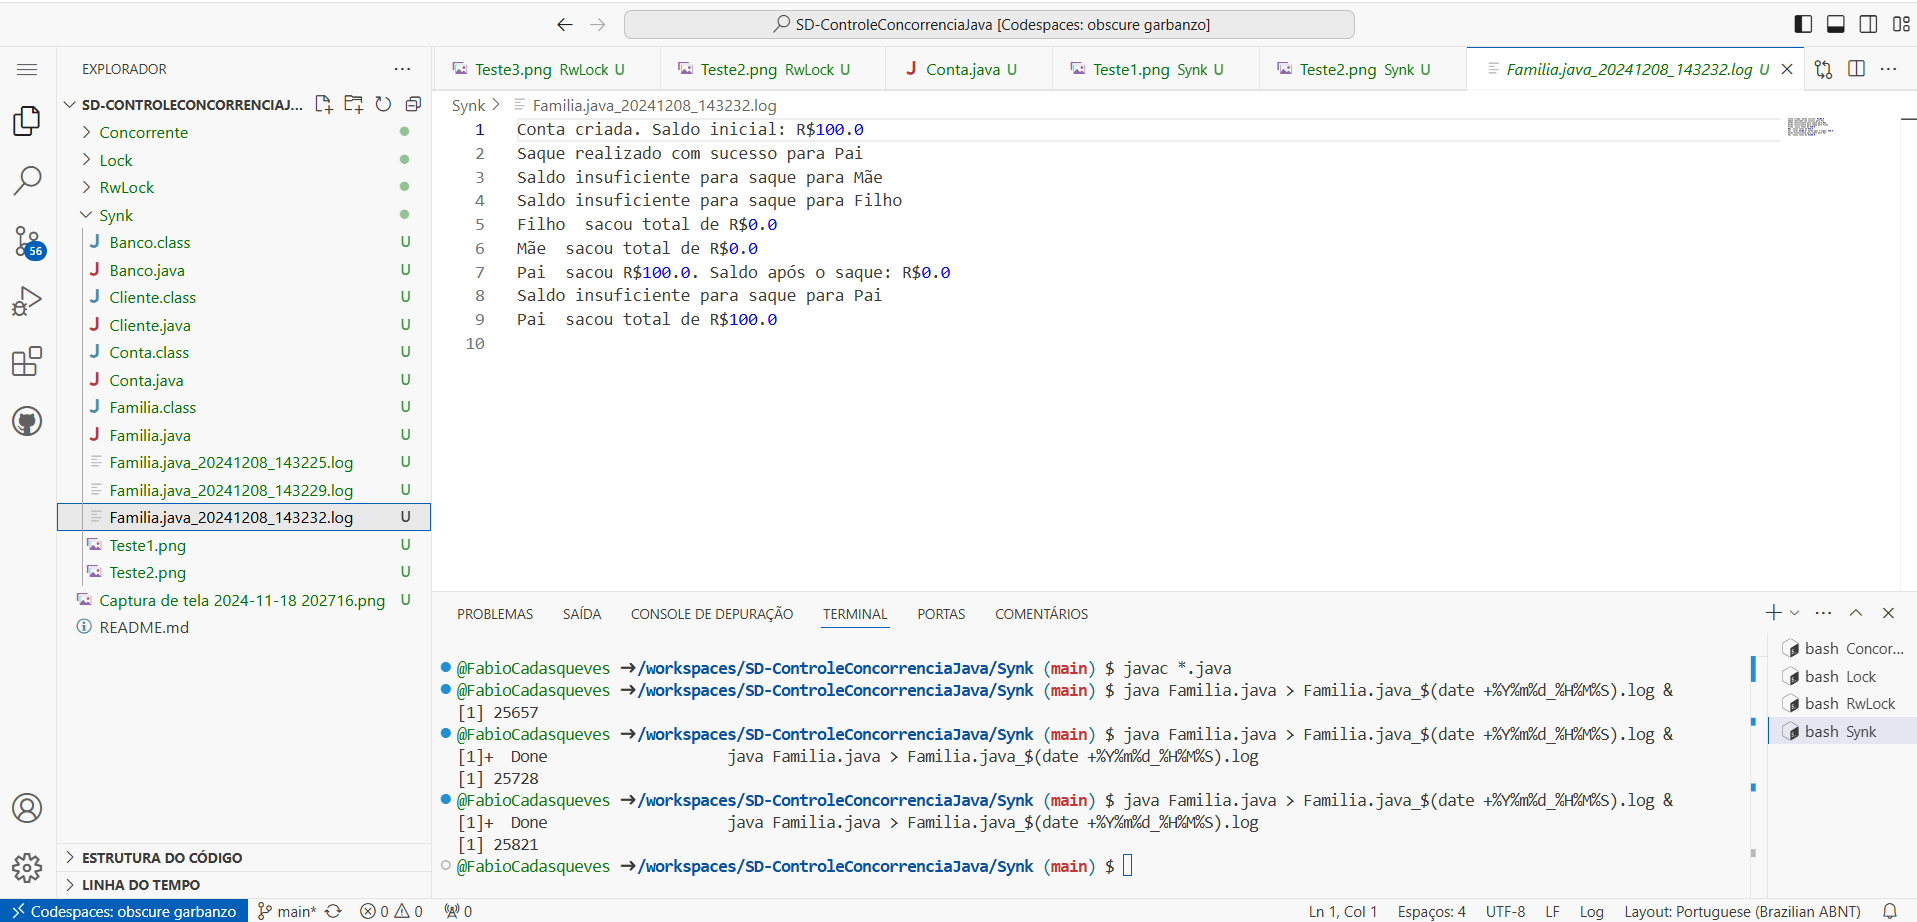 SD-ControleConcorrenciaJava [Codespaces: obscure garbanzo]
EXPLORADOR
SD-CONTROLECONCORRENCIAJ...
Concorrente
Lock
RwLock
Synk
Banco.class U
Banco.java U
Cliente.class U
Cliente.java U
Conta.class U
Conta.java U
Familia.class U
Familia.java U
Familia.java_20241208_143225.log U
Familia.java_20241208_143229.log U
Familia.java_20241208_143232.log U
Teste1.png U
Teste2.png U
Captura de tela 2024-11-18 202716.png U
README.md
ESTRUTURA DO CÓDIGO
LINHA DO TEMPO
56
Teste3.png RwLock U
Teste2.png RwLock U
Conta.java U
Teste1.png Synk U
Teste2.png Synk U
Familia.java_20241208_143232.log U
Synk > Familia.java_20241208_143232.log
1 Conta criada. Saldo inicial: R$100.0
2 Saque realizado com sucesso para Pai
3 Saldo insuficiente para saque para Mãe
4 Saldo insuficiente para saque para Filho
5 Filho  sacou total de R$0.0
6 Mãe  sacou total de R$0.0
7 Pai  sacou R$100.0. Saldo após o saque: R$0.0
8 Saldo insuficiente para saque para Pai
9 Pai  sacou total de R$100.0
10
PROBLEMAS SAÍDA CONSOLE DE DEPURAÇÃO TERMINAL PORTAS COMENTÁRIOS
@FabioCadasqueves →/workspaces/SD-ControleConcorrenciaJava/Synk (main) $ javac *.java
@FabioCadasqueves →/workspaces/SD-ControleConcorrenciaJava/Synk (main) $ java Familia.java > Familia.java_$(date +%Y%m%d_%H%M%S).log &
[1] 25657
@FabioCadasqueves →/workspaces/SD-ControleConcorrenciaJava/Synk (main) $ java Familia.java > Familia.java_$(date +%Y%m%d_%H%M%S).log &
[1]+  Done                    java Familia.java > Familia.java_$(date +%Y%m%d_%H%M%S).log
[1] 25728
@FabioCadasqueves →/workspaces/SD-ControleConcorrenciaJava/Synk (main) $ java Familia.java > Familia.java_$(date +%Y%m%d_%H%M%S).log &
[1]+  Done                    java Familia.java > Familia.java_$(date +%Y%m%d_%H%M%S).log
[1] 25821
@FabioCadasqueves →/workspaces/SD-ControleConcorrenciaJava/Synk (main) $
bash Concor...
bash Lock
bash RwLock
bash Synk
Codespaces: obscure garbanzo main* 0 0 0 Ln 1, Col 1 Espaços: 4 UTF-8 LF Log Layout: Portuguese (Brazilian ABNT)